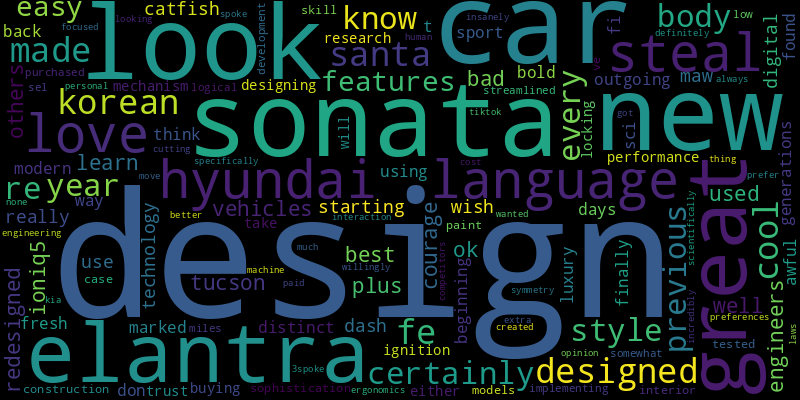 easy catfish spoke skill know t fi body low insanely definitely
looking focused look car found
back made development research santa sport steal digital
others purchased mechanism logical designing features bad bold outgoing maw always
sel personal korean sonata streamlined every new
love think will tiktok locking sci got performance thing
modern learn cutting specifically using cost prefer generations
re year move hyundai language used great
none way vehicles starting wish days previous cool
engineering really take better interaction wanted paint scientifically
design
ioniq5 use case technology tucson machine best ok courage finally luxury well awful
kia much paid willingly plus competitors beginning symmetry incredibly preferences laws
redesigned fresh marked miles distinct dash fe extra created style engineers tested
elantra ignition opinion somewhat
construction dontrust buying sophistication 3spoke ergonomics certainly either models designed implementing interior
human ve